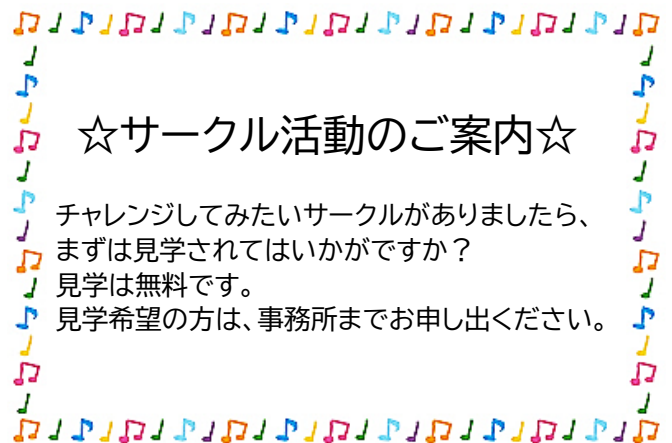 ☆サークル活動のご案内☆
チャレンジしてみたいサークルがありましたら、
まずは見学されてはいかがですか？
見学は無料です。
見学希望の方は、事務所までお申し出ください。